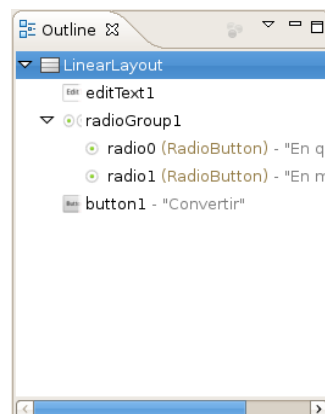 Outline
LinearLayout
Edit editText1
radioGroup1
radio0 (RadioButton) - "En q
radio1 (RadioButton) - "En m
button1 - "Convertir"